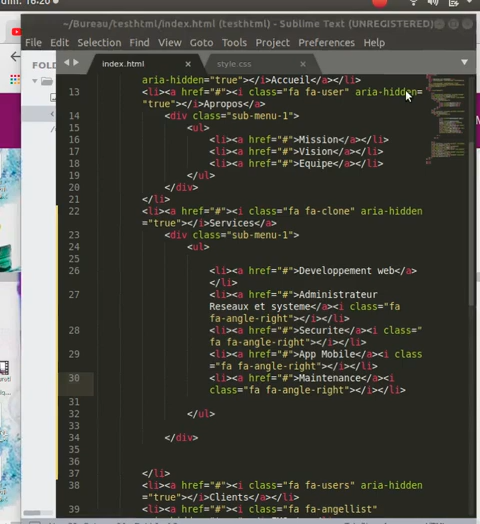 dim. 16:20
~/Bureau/testhtml/index.html (testhtml) - Sublime Text (UNREGISTERED)
File Edit Selection Find View Goto Tools Project Preferences Help
FOLD
index.html ×
style.css ×
aria-hidden="true"></i>Accueil</a></li>
13 <li><a href="#"><i class="fa fa-user" aria-hidden=
"true"></i>Apropos</a>
14 <div class="sub-menu-1">
15 <ul>
16 <li><a href="#">Mission</a></li>
17 <li><a href="#">Vision</a></li>
18 <li><a href="#">Equipe</a></li>
19 </ul>
20 </div>
21 </li>
22 <li><a href="#"><i class="fa fa-clone" aria-hidden
="true"></i>Services</a>
23 <div class="sub-menu-1">
24 <ul>
25
26 <li><a href="#">Developpement web</a>
</li>
27 <li><a href="#">Administrateur
Reseaux et systeme</a><i class="fa
fa-angle-right"></i></li>
28 <li><a href="#">Securite</a><i class="
fa fa-angle-right"></i></li>
29 <li><a href="#">App Mobile</a><i class
="fa fa-angle-right"></i></li>
30 <li><a href="#">Maintenance</a><i
class="fa fa-angle-right"></i></li>
31
32 </ul>
33
34 </div>
35
36
37 </li>
38 <li><a href="#"><i class="fa fa-users" aria-hidden
="true"></i>Clients</a></li>
39 <li><a href="#"><i class="fa fa-angellist"